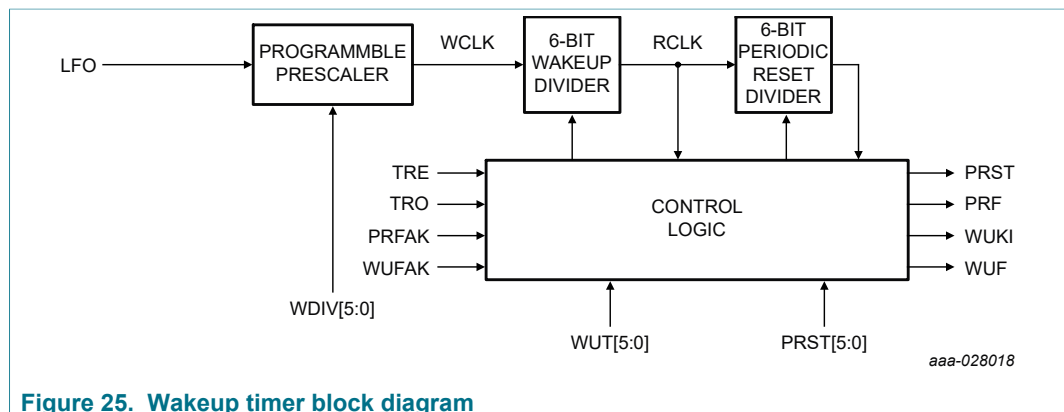 LFO
PROGRAMMBLE
PRESCALER
WCLK
6-BIT
WAKEUP
DIVIDER
RCLK
6-BIT
PERIODIC
RESET
DIVIDER
TRE
TRO
PRFAK
WUFAK
CONTROL
LOGIC
PRST
PRF
WUKI
WUF
WDIV[5:0]
WUT[5:0]
PRST[5:0]
aaa-028018
Figure 25. Wakeup timer block diagram